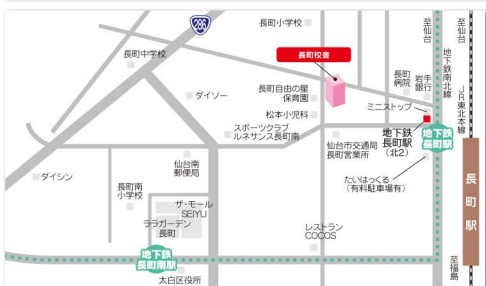 286
長町小学校
至仙台
至仙台
長町中学校
長町校舎
地下鉄南北線
JR東北本線
ダイソー
長町自由の星
保育園
長町
病院
岩手
銀行
ミニストップ
松本小児科
スポーツクラブ
ルネサンス長町南
仙台市交通局
長町営業所
地下鉄
長町駅
(北2)
地下鉄
長町駅
仙台南
郵便局
ダイシン
長町南
小学校
たいはっくる
(有料駐車場有)
長町駅
ザ・モール
SEIYU
ララガーデン
長町
レストラン
COCOS
地下鉄
長町南駅
太白区役所
至福島